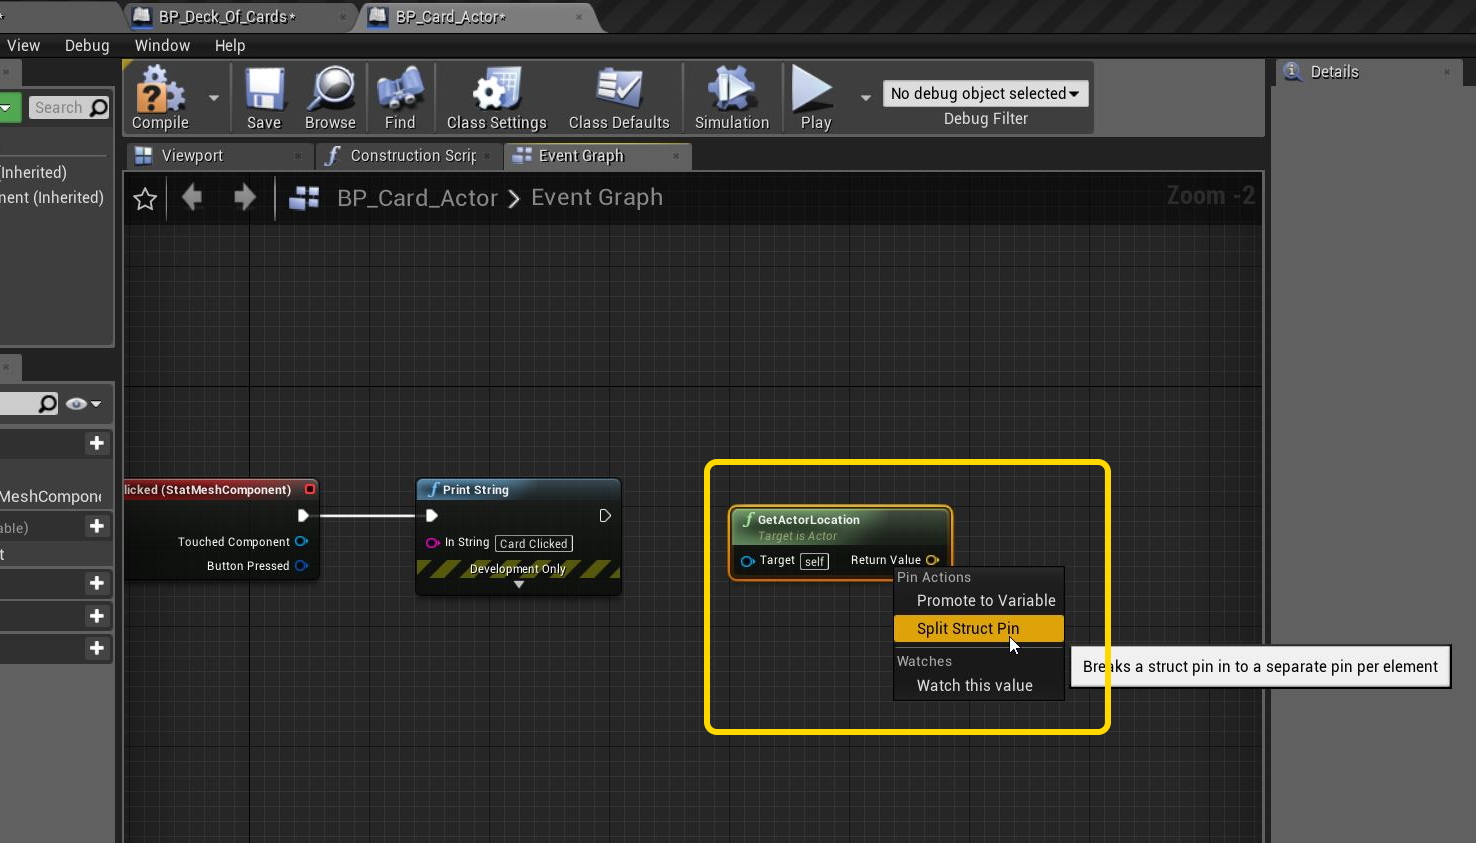 BP_Deck_Of_Cards*
BP_Card_Actor*
View Debug Window Help
Details
Search
Compile
Save
Browse
Find
Class Settings
Class Defaults
Simulation
Play
No debug object selected
Debug Filter
Viewport
Construction Scrip
Event Graph
(Inherited)
nent (Inherited)
BP_Card_Actor > Event Graph
Zoom -2
licked (StatMeshComponent)
Touched Component
Button Pressed
Print String
In String Card Clicked
Development Only
GetActorLocation
Target is Actor
Target self Return Value
Pin Actions
Promote to Variable
Split Struct Pin
Watches
Watch this value
Breaks a struct pin in to a separate pin per element
MeshCompone
able)
t